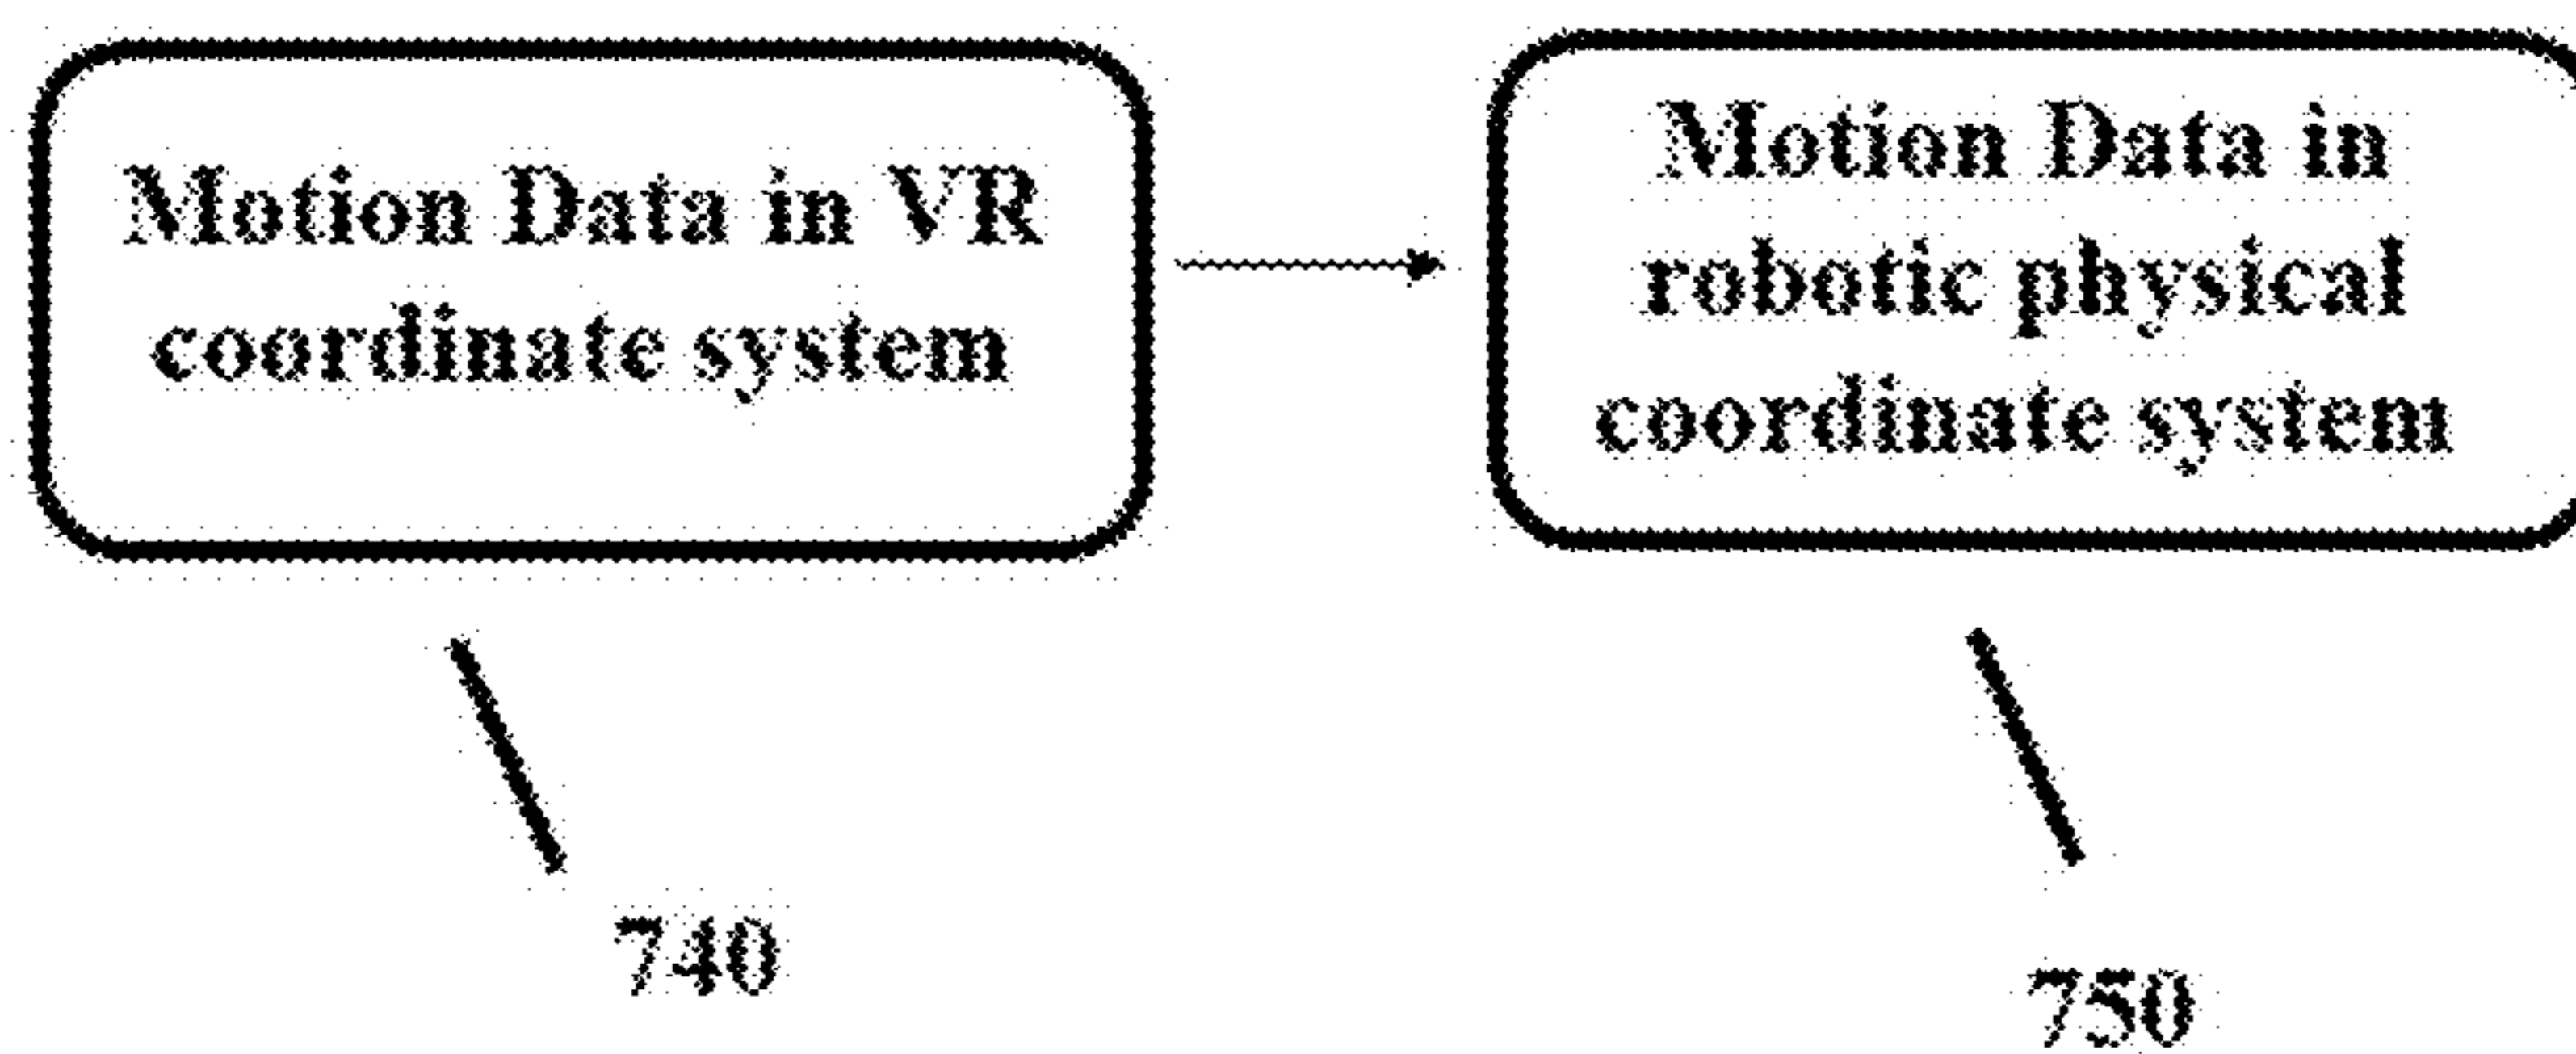 Motion Data in VR
coordinate system
Motion Data in
robotic physical
coordinate system
740
750